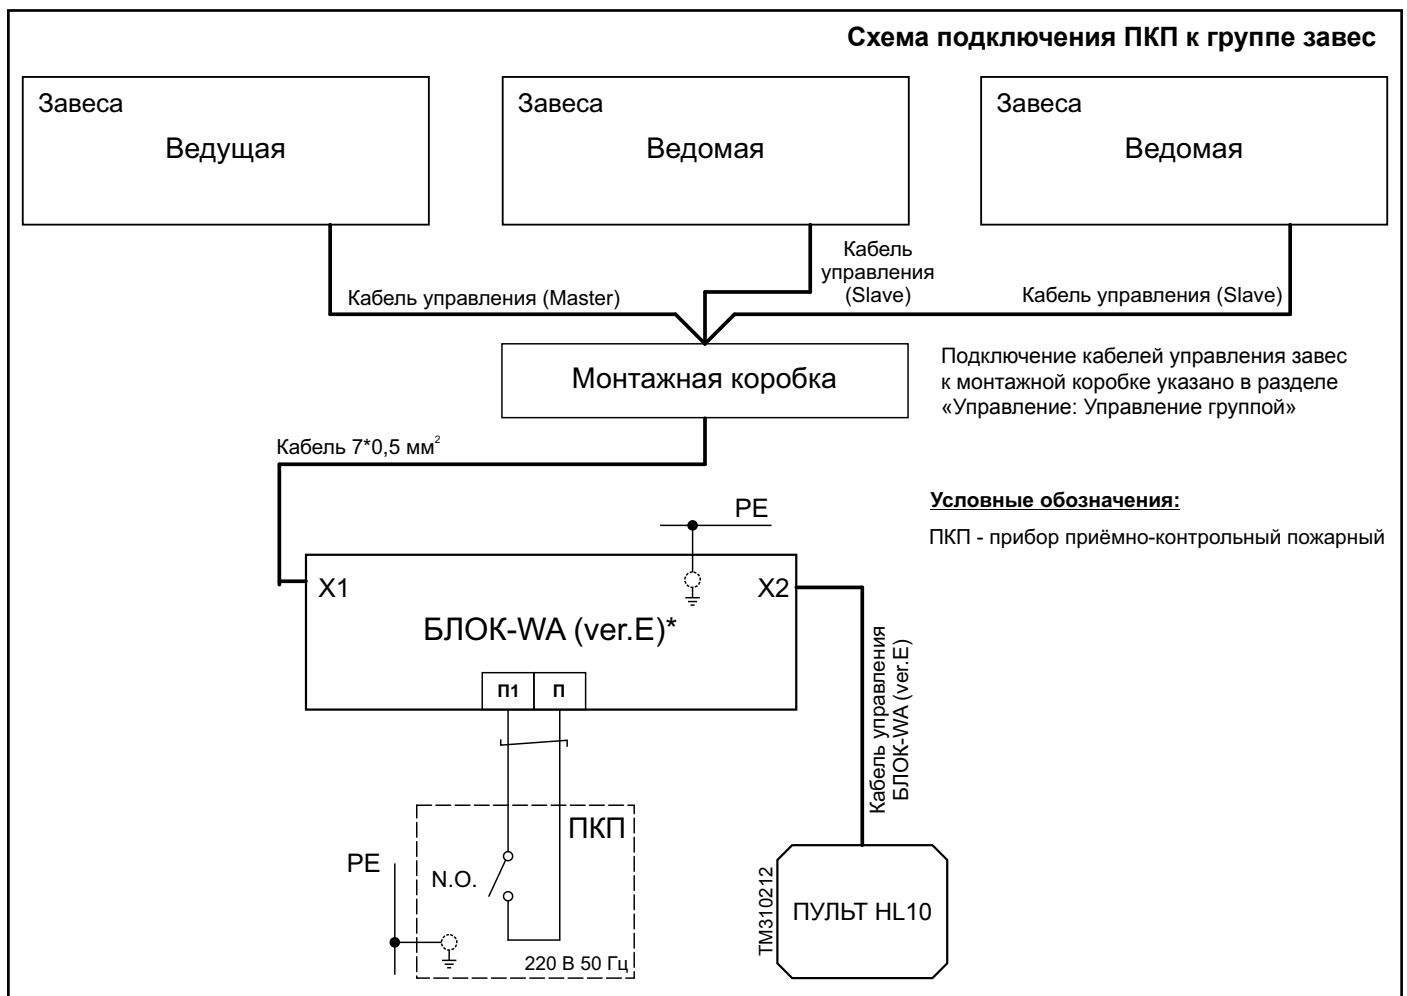 Схема подключения ПКП к группе завес
Завеса
Ведущая
Завеса
Ведомая
Завеса
Ведомая
Кабель управления (Master)
Кабель
управления
(Slave)
Кабель управления (Slave)
Монтажная коробка
Подключение кабелей управления завес
к монтажной коробке указано в разделе
«Управление: Управление группой»
Кабель 7*0,5 мм²
Условные обозначения:
ПКП - прибор приёмно-контрольный пожарный
PE
X1
X2
БЛОК-WA (ver.E)*
П1
П
Кабель управления
БЛОК-WA (ver.E)
ПКП
PE
N.O.
220 В 50 Гц
TM310212
ПУЛЬТ HL10